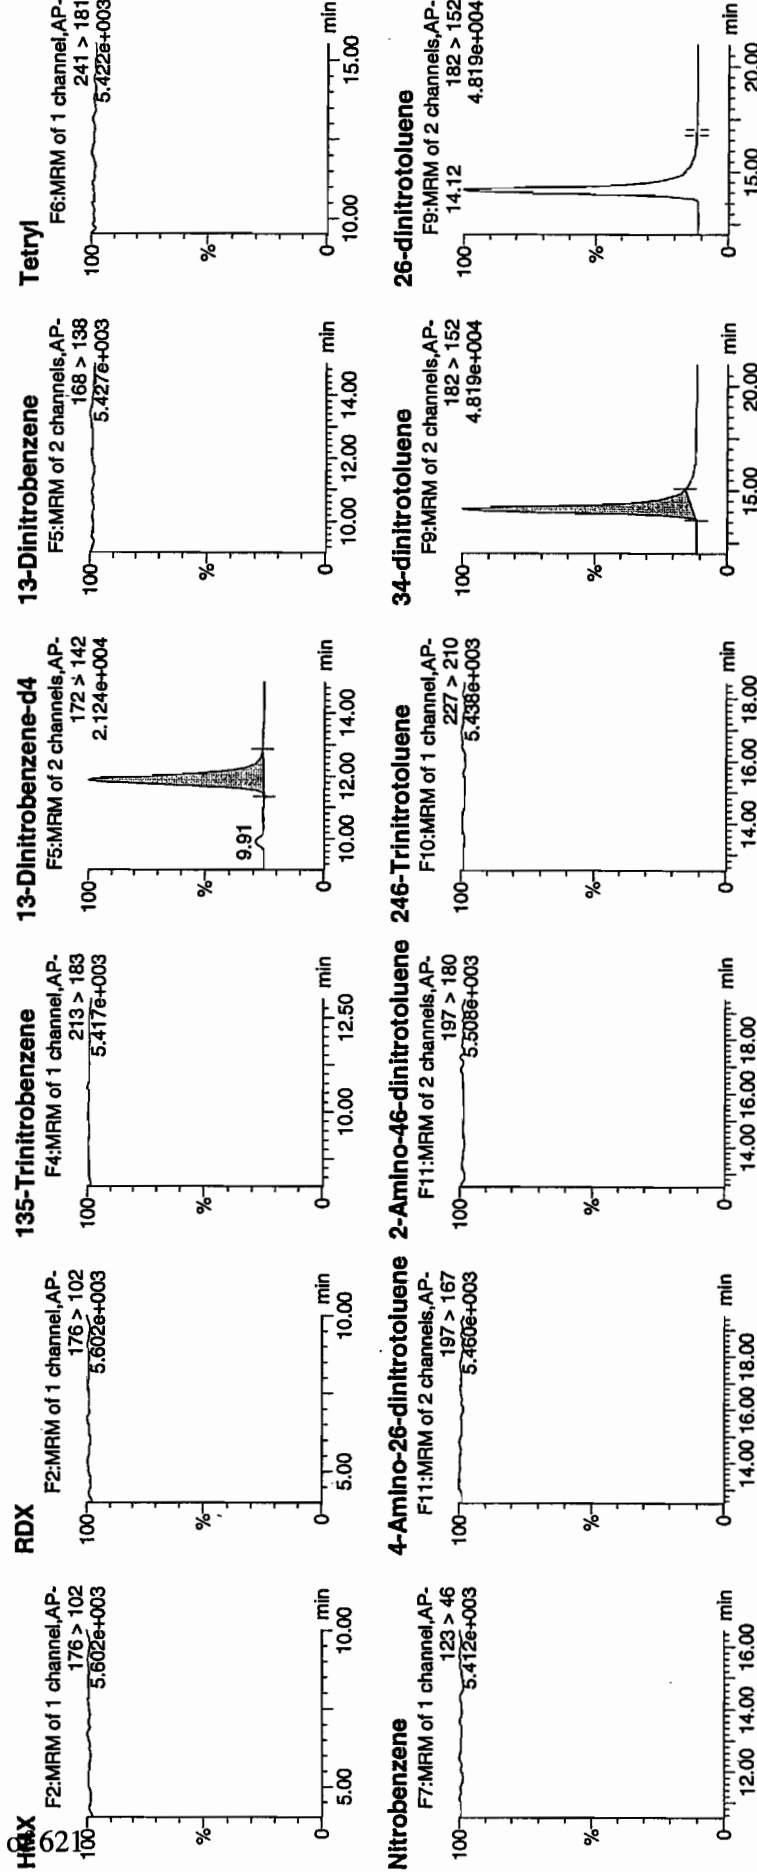 HMX
621
F2:MRM of 1 channel,AP-
176 > 102
5.602e+003
100
%
0
5.00
10.00
min
RDX
F2:MRM of 1 channel,AP-
176 > 102
5.602e+003
100
%
0
5.00
10.00
min
135-Trinitrobenzene
F4:MRM of 1 channel,AP-
213 > 183
5.417e+003
100
%
0
10.00
12.50
min
13-Dinitrobenzene-d4
F5:MRM of 2 channels,AP-
172 > 142
2.124e+004
100
9.91
%
0
10.00
12.00
14.00
min
13-Dinitrobenzene
F5:MRM of 2 channels,AP-
168 > 138
5.427e+003
100
%
0
10.00
12.00
14.00
min
Tetryl
F6:MRM of 1 channel,AP-
241 > 181
5.422e+003
100
%
0
10.00
15.00
min
Nitrobenzene
F7:MRM of 1 channel,AP-
123 > 46
5.412e+003
100
%
0
12.00
14.00
16.00
min
4-Amino-26-dinitrotoluene
F11:MRM of 2 channels,AP-
197 > 167
5.460e+003
100
%
0
14.00
16.00
18.00
min
2-Amino-46-dinitrotoluene
F11:MRM of 2 channels,AP-
197 > 180
5.508e+003
100
%
0
14.00
16.00
18.00
min
246-Trinitrotoluene
F10:MRM of 1 channel,AP-
227 > 210
5.438e+003
100
%
0
14.00
16.00
18.00
min
34-dinitrotoluene
F9:MRM of 2 channels,AP-
182 > 152
4.819e+004
100
%
0
15.00
20.00
min
26-dinitrotoluene
F9:MRM of 2 channels,AP-
14.12
182 > 152
4.819e+004
100
%
0
15.00
20.00
min